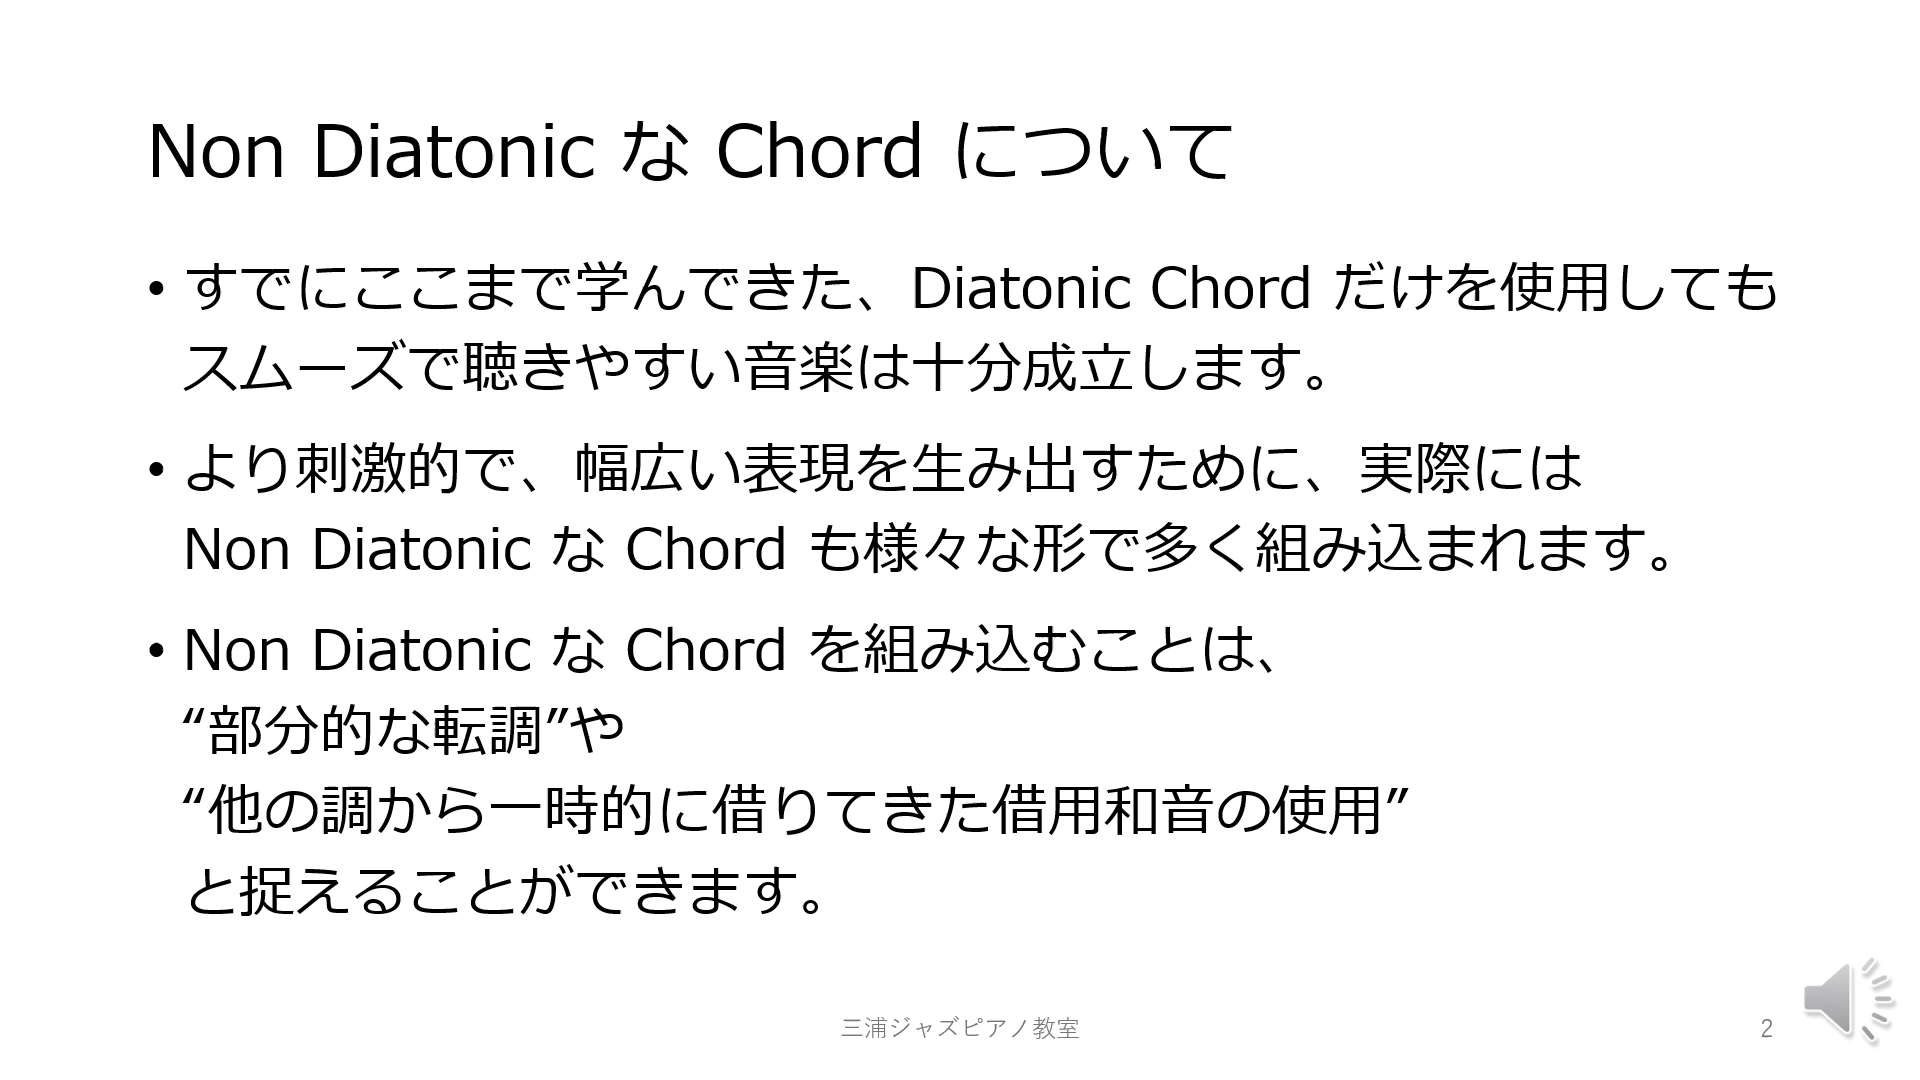 Non Diatonic な Chord について
• すでにここまで学んできた、Diatonic Chord だけを使用しても
スムーズで聴きやすい音楽は十分成立します。
• より刺激的で、幅広い表現を生み出すために、実際には
Non Diatonic な Chord も様々な形で多く組み込まれます。
• Non Diatonic な Chord を組み込むことは、
“部分的な転調”や
“他の調から一時的に借りてきた借用和音の使用”
と捉えることができます。
三浦ジャズピアノ教室
2